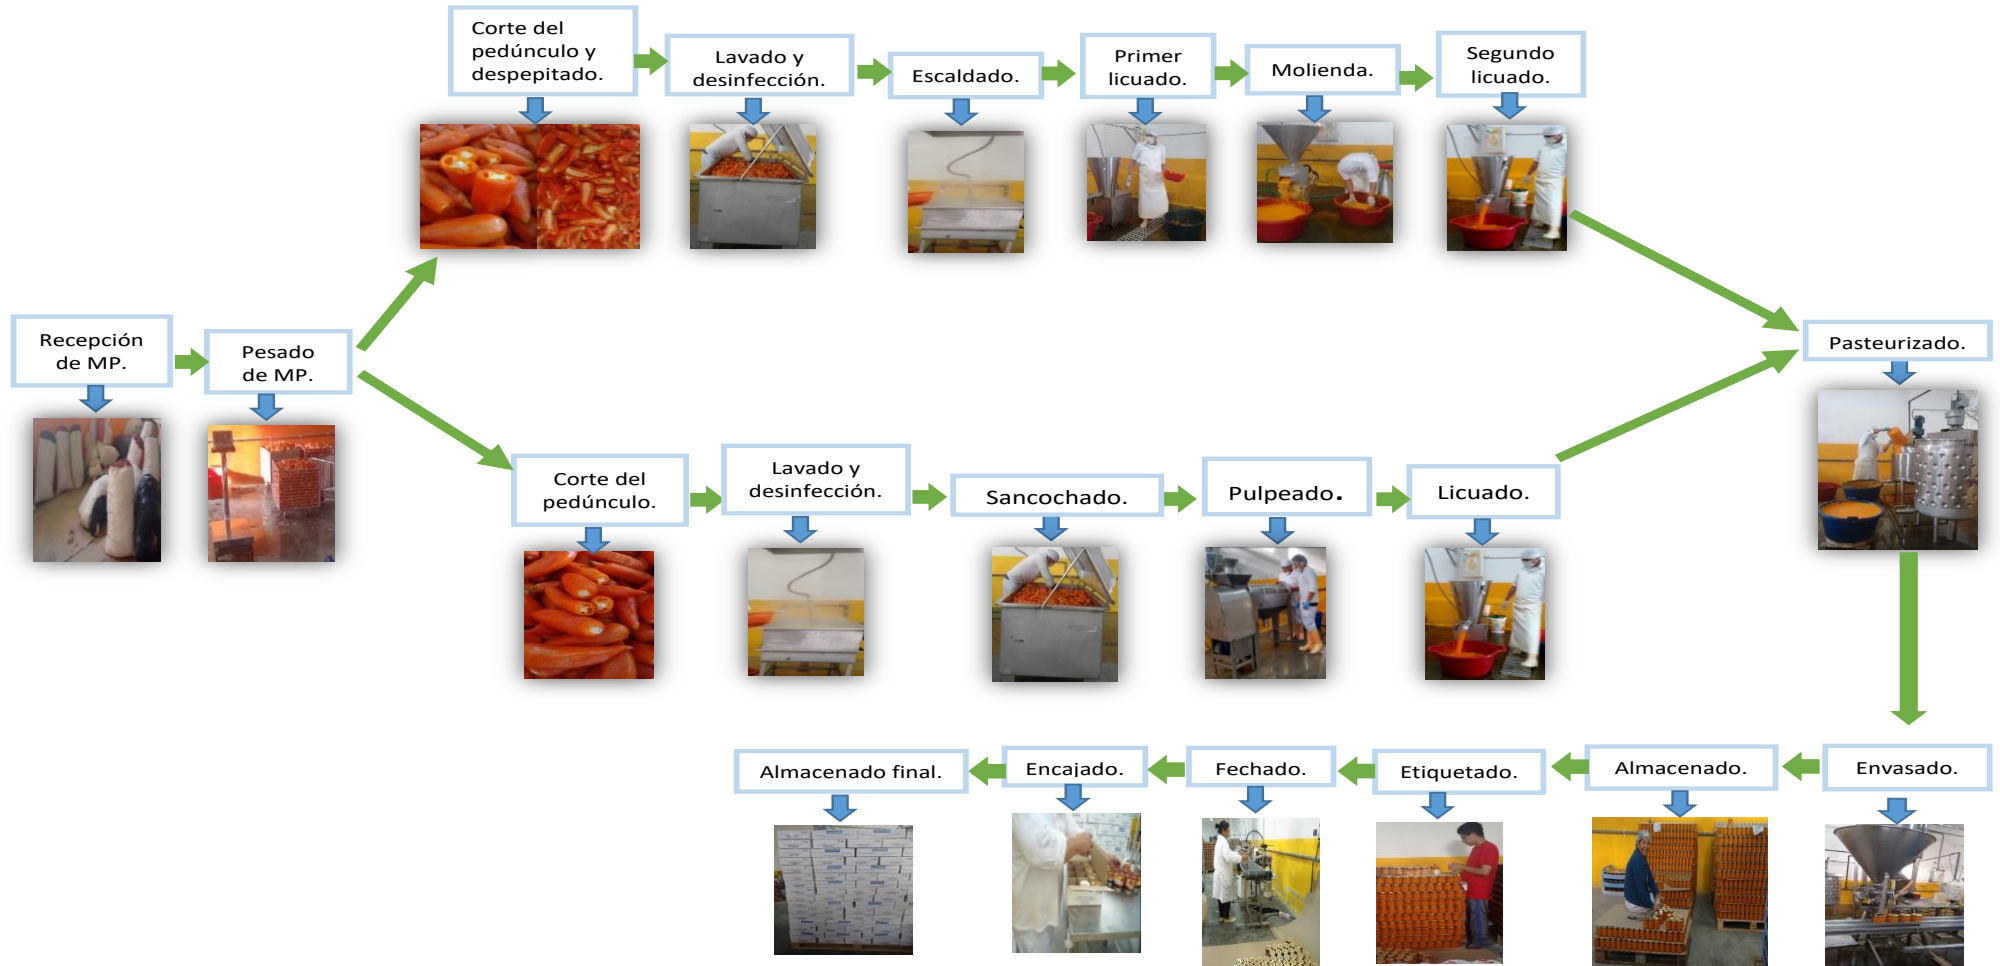 Corte del
pedúnculo y
despepitado.
Lavado y
desinfección.
Escaldado.
Primer
licuado.
Molienda.
Segundo
licuado.
Recepción
de MP.
Pesado
de MP.
Pasteurizado.
Corte del
pedúnculo.
Lavado y
desinfección.
Sancochado.
Pulpeado.
Licuado.
Almacenado final.
Encajado.
Fechado.
Etiquetado.
Almacenado.
Envasado.